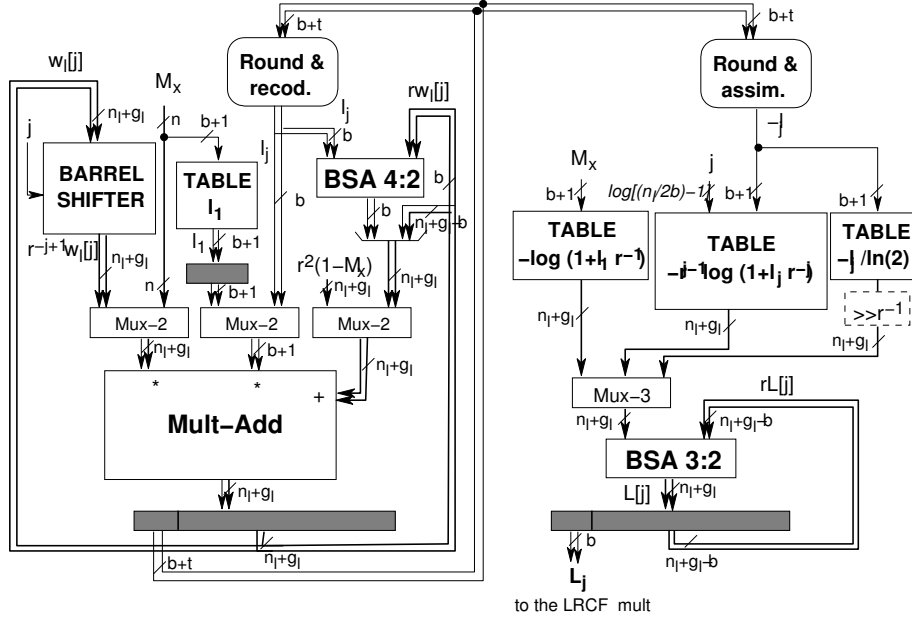 b+t
b+t
w_l[j]
Round &
recod.
Round &
assim.
M_x
rw_l[j]
n_l+g_l
n
b+1
l_j
b
j
l_j
-l_j
BARREL
SHIFTER
TABLE
l_1
BSA 4:2
b
b
b
n_l+g_l-b
M_x
b+1
log[(n_l/2b)-1]
j
b+1
b+1
TABLE
-log (1+l_1 r^-1)
TABLE
-r^j-1 log (1+l_j r^-j)
TABLE
-l_j /ln(2)
>>r^-1
r^-j+1 w_l[j]
n_l+g_l
l_1
b+1
r^2(1-M_x)
n_l+g_l
n_l+g_l
n
b+1
Mux-2
Mux-2
Mux-2
n_l+g_l
n_l+g_l
n_l+g_l
Mux-3
rL[j]
n_l+g_l
b+1
n_l+g_l
*
*
+
Mult-Add
n_l+g_l
n_l+g_l-b
BSA 3:2
n_l+g_l
L[j]
n_l+g_l
b+t
n_l+g_l
b
n_l+g_l-b
L_j
to the LRCF mult